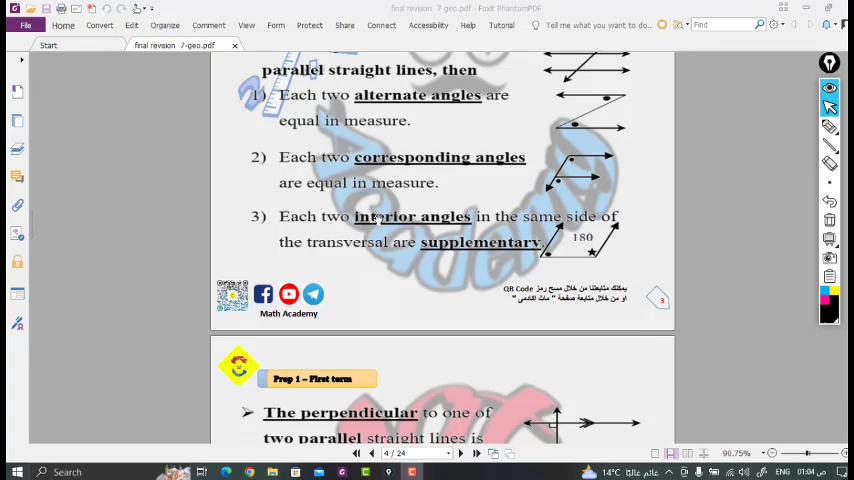 final revision 7-geo.pdf - Foxit PhantomPDF
File Home Convert Edit Organize Comment View Form Protect Share Connect Accessibility Help Tutorial Tell me what you want to do... Find
Start final revision 7-geo.pdf
parallel straight lines, then
1) Each two alternate angles are
equal in measure.
2) Each two corresponding angles
are equal in measure.
3) Each two interior angles in the same side of
the transversal are supplementary.
180
Math Academy
يمكنك متابعتنا من خلال مسح رمز QR Code
او من خلال متابعة صفحة " ماث اكادمى "
3
Prep 1 – First term
The perpendicular to one of
two parallel straight lines is
4 / 24 90.75%
Search 14°C غائم غالبًا ENG 01:04 ص